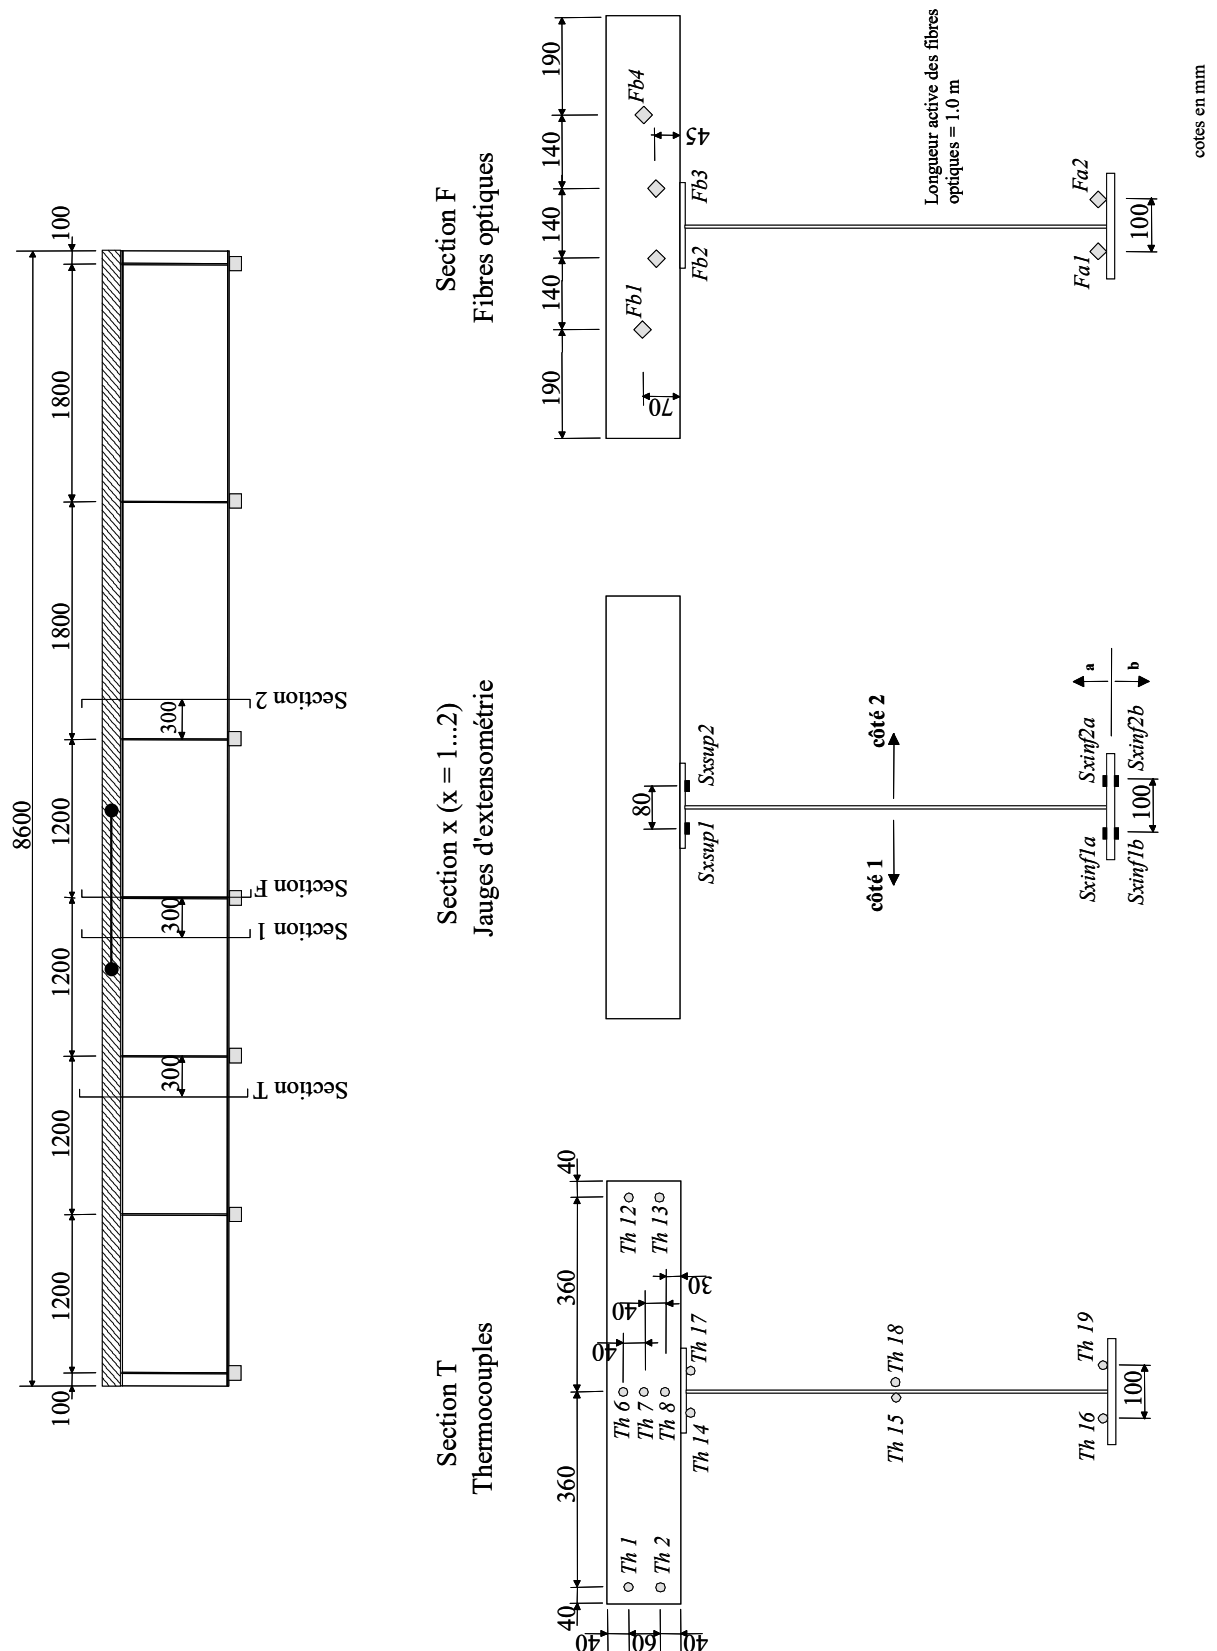 8600
100
1200
1200
1200
1200
1800
1800
100
300
300
300
Section T
Section 1
Section F
Section 2
Section T
Thermocouples
40
360
360
40
40
60
40
40
40
30
Th 1
Th 2
Th 6
Th 7
Th 8
Th 12
Th 13
Th 14
Th 17
Th 15
Th 18
Th 16
Th 19
100
Section x (x = 1...2)
Jauges d'extensométrie
80
Sxsup1
Sxsup2
côté 1
côté 2
Sxinf1a
Sxinf2a
Sxinf1b
Sxinf2b
100
a
b
Section F
Fibres optiques
190
140
140
140
190
70
45
Fb1
Fb2
Fb3
Fb4
Longueur active des fibres
optiques = 1.0 m
Fa1
Fa2
100
cotes en mm